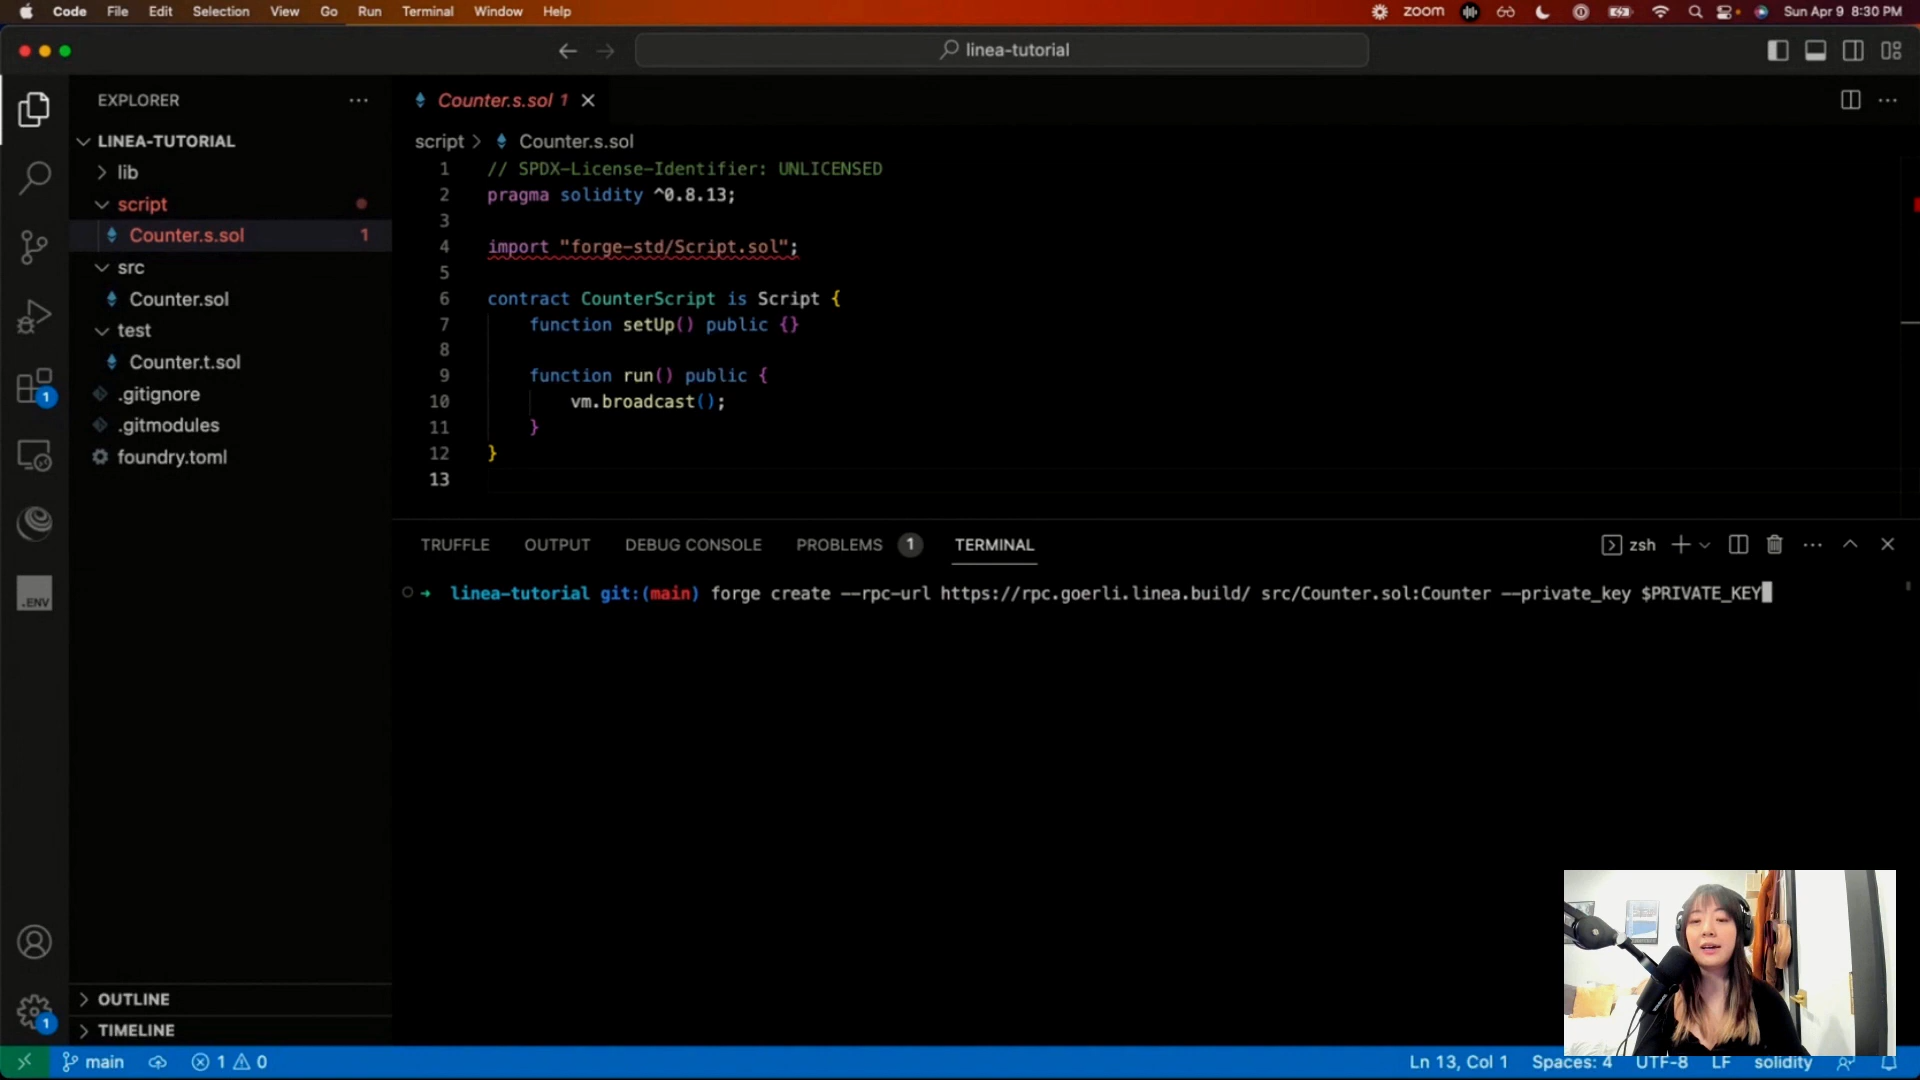 Code File Edit Selection View Go Run Terminal Window Help zoom Sun Apr 9 8:30 PM
linea-tutorial
EXPLORER
Counter.s.sol 1
LINEA-TUTORIAL
lib
script
Counter.s.sol 1
src
Counter.sol
test
Counter.t.sol
.gitignore
.gitmodules
foundry.toml
OUTLINE
TIMELINE
1
.ENV
1
script > Counter.s.sol
1 // SPDX-License-Identifier: UNLICENSED
2 pragma solidity ^0.8.13;
3
4 import "forge-std/Script.sol";
5
6 contract CounterScript is Script {
7 function setUp() public {}
8
9 function run() public {
10 vm.broadcast();
11 }
12 }
13
TRUFFLE OUTPUT DEBUG CONSOLE PROBLEMS 1 TERMINAL zsh
linea-tutorial git:(main) forge create --rpc-url https://rpc.goerli.linea.build/ src/Counter.sol:Counter --private_key $PRIVATE_KEY
main 1 0 Ln 13, Col 1 Spaces: 4 UTF-8 LF solidity